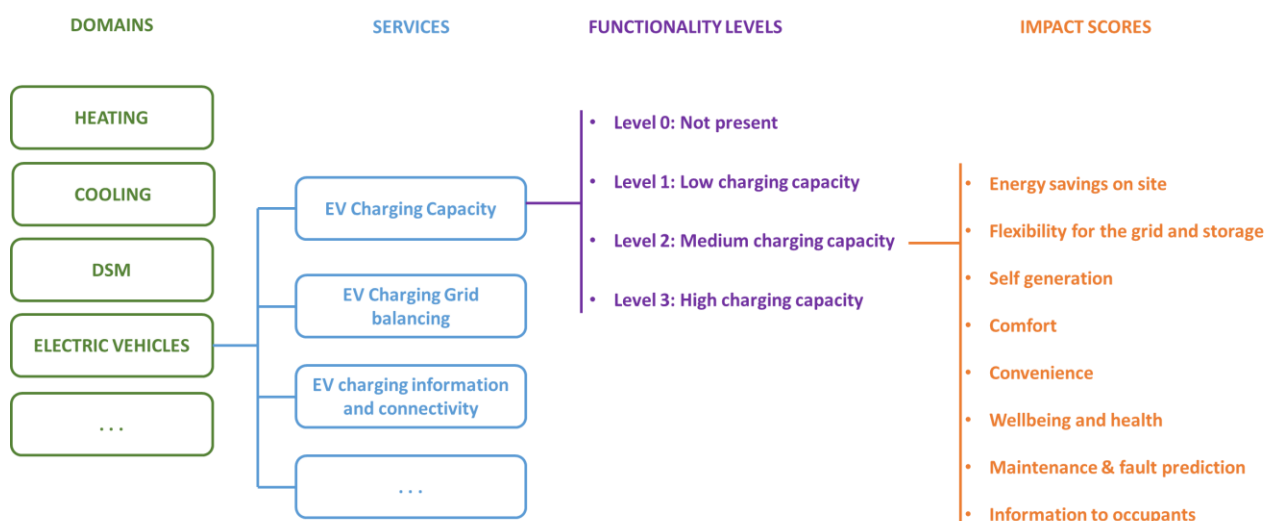 DOMAINS
SERVICES
FUNCTIONALITY LEVELS
IMPACT SCORES
HEATING
COOLING
DSM
ELECTRIC VEHICLES
...
EV Charging Capacity
EV Charging Grid
balancing
EV charging information
and connectivity
...
• Level 0: Not present
• Level 1: Low charging capacity
• Level 2: Medium charging capacity
• Level 3: High charging capacity
• Energy savings on site
• Flexibility for the grid and storage
• Self generation
• Comfort
• Convenience
• Wellbeing and health
• Maintenance & fault prediction
• Information to occupants